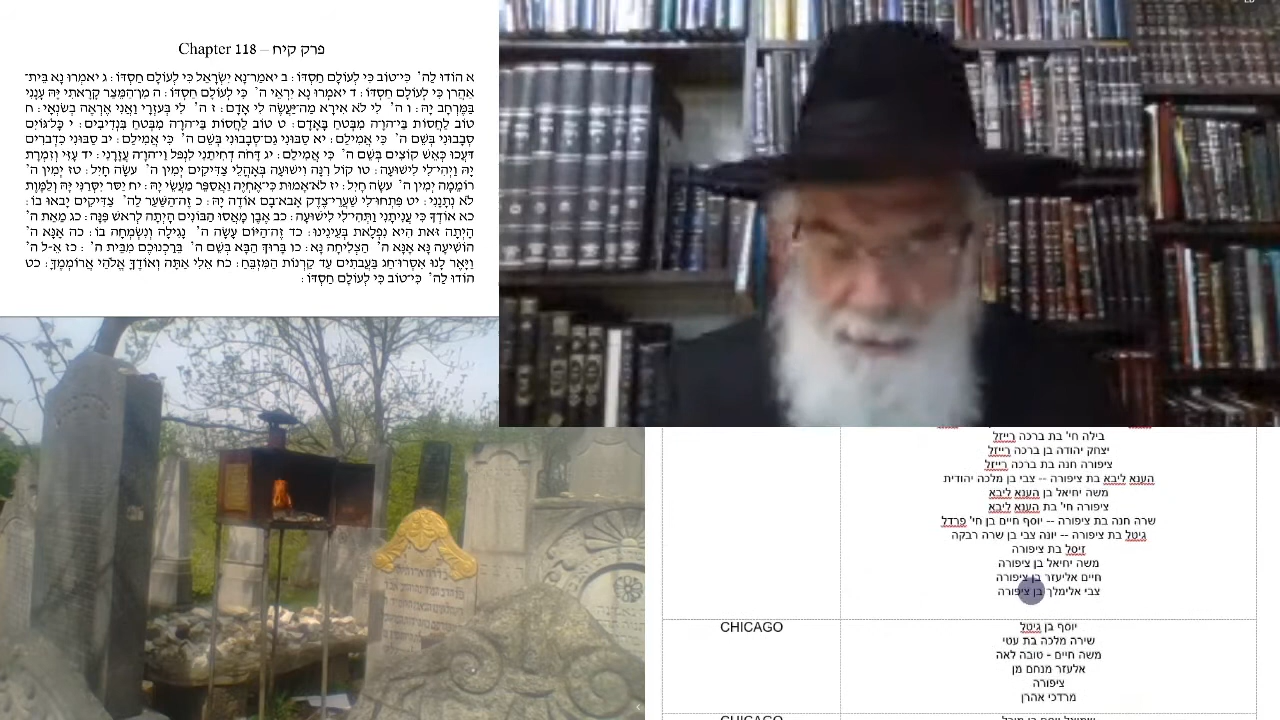 פרק קיח – Chapter 118
א הוֹדוּ לַה' כִּי־טוֹב כִּי לְעוֹלָם חַסְדּוֹ: ב יֹאמַר־נָא יִשְׂרָאֵל כִּי לְעוֹלָם חַסְדּוֹ: ג יֹאמְרוּ נָא בֵית־
אַהֲרֹן כִּי לְעוֹלָם חַסְדּוֹ: ד יֹאמְרוּ נָא יִרְאֵי ה' כִּי לְעוֹלָם חַסְדּוֹ: ה מִן־הַמֵּצַר קָרָאתִי יָּהּ עָנָנִי
בַמֶּרְחָב יָהּ: ו ה' לִי לֹא אִירָא מַה־יַּעֲשֶׂה לִי אָדָם: ז ה' לִי בְּעֹזְרָי וַאֲנִי אֶרְאֶה בְשֹׂנְאָי: ח
טוֹב לַחֲסוֹת בַּי־הוָה מִבְּטֹחַ בָּאָדָם: ט טוֹב לַחֲסוֹת בַּי־הוָה מִבְּטֹחַ בִּנְדִיבִים: י כָּל־גּוֹיִם
סְבָבוּנִי בְּשֵׁם ה' כִּי אֲמִילַם: יא סַבּוּנִי גַם־סְבָבוּנִי בְּשֵׁם ה' כִּי אֲמִילַם: יב סַבּוּנִי כִדְבֹרִים
דֹּעֲכוּ כְּאֵשׁ קוֹצִים בְּשֵׁם ה' כִּי אֲמִילַם: יג דַּחֹה דְחִיתַנִי לִנְפֹּל וַי־הוָה עֲזָרָנִי: יד עָזִּי וְזִמְרָת
יָהּ וַיְהִי־לִי לִישׁוּעָה: טו קוֹל רִנָּה וִישׁוּעָה בְּאָהֳלֵי צַדִּיקִים יְמִין ה' עֹשָׂה חָיִל: טז יְמִין ה'
רוֹמֵמָה יְמִין ה' עֹשָׂה חָיִל: יז לֹא־אָמוּת כִּי־אֶחְיֶה וַאֲסַפֵּר מַעֲשֵׂי יָהּ: יח יַסֹּר יִסְּרַנִּי יָּהּ וְלַמָּוֶת
לֹא נְתָנָנִי: יט פִּתְחוּ־לִי שַׁעֲרֵי־צֶדֶק אָבֹא־בָם אוֹדֶה יָהּ: כ זֶה־הַשַּׁעַר לַה' צַדִּיקִים יָבֹאוּ בוֹ:
כא אוֹדְךָ כִּי עֲנִיתָנִי וַתְּהִי־לִי לִישׁוּעָה: כב אֶבֶן מָאֲסוּ הַבּוֹנִים הָיְתָה לְרֹאשׁ פִּנָּה: כג מֵאֵת ה'
הָיְתָה זֹּאת הִיא נִפְלָאת בְּעֵינֵינוּ: כד זֶה־הַיּוֹם עָשָׂה ה' נָגִילָה וְנִשְׂמְחָה בוֹ: כה אָנָּא ה'
הוֹשִׁיעָה נָּא אָנָּא ה' הַצְלִיחָה נָּא: כו בָּרוּךְ הַבָּא בְּשֵׁם ה' בֵּרַכְנוּכֶם מִבֵּית ה': כז אֵ־ל ה'
וַיָּאֶר לָנוּ אִסְרוּ־חַג בַּעֲבֹתִים עַד קַרְנוֹת הַמִּזְבֵּחַ: כח אֵלִי אַתָּה וְאוֹדֶךָּ אֱלֹהַי אֲרוֹמְמֶךָּ: כט
הוֹדוּ לַה' כִּי־טוֹב כִּי לְעוֹלָם חַסְדּוֹ:
בילה חי' בת ברכה רייזל
יצחק יהודה בן ברכה רייזל
ציפורה חנה בת ברכה רייזל
הענא ליבא בת ציפורה -- צבי בן מלכה יהודית
משה יחיאל בן הענא ליבא
ציפורה חי' בת הענא ליבא
שרה חנה בת ציפורה -- יוסף חיים בן חי' פרדל
גיטל בת ציפורה -- יונה צבי בן שרה רבקה
זיסל בת ציפורה
משה יחיאל בן ציפורה
חיים אליעזר בן ציפורה
צבי אלימלך בן ציפורה
CHICAGO
יוסף בן גיטל
שירה מלכה בת עטי
משה חיים - טובה לאה
אלעזר מנחם מן
ציפורה
מרדכי אהרן
CHICAGO